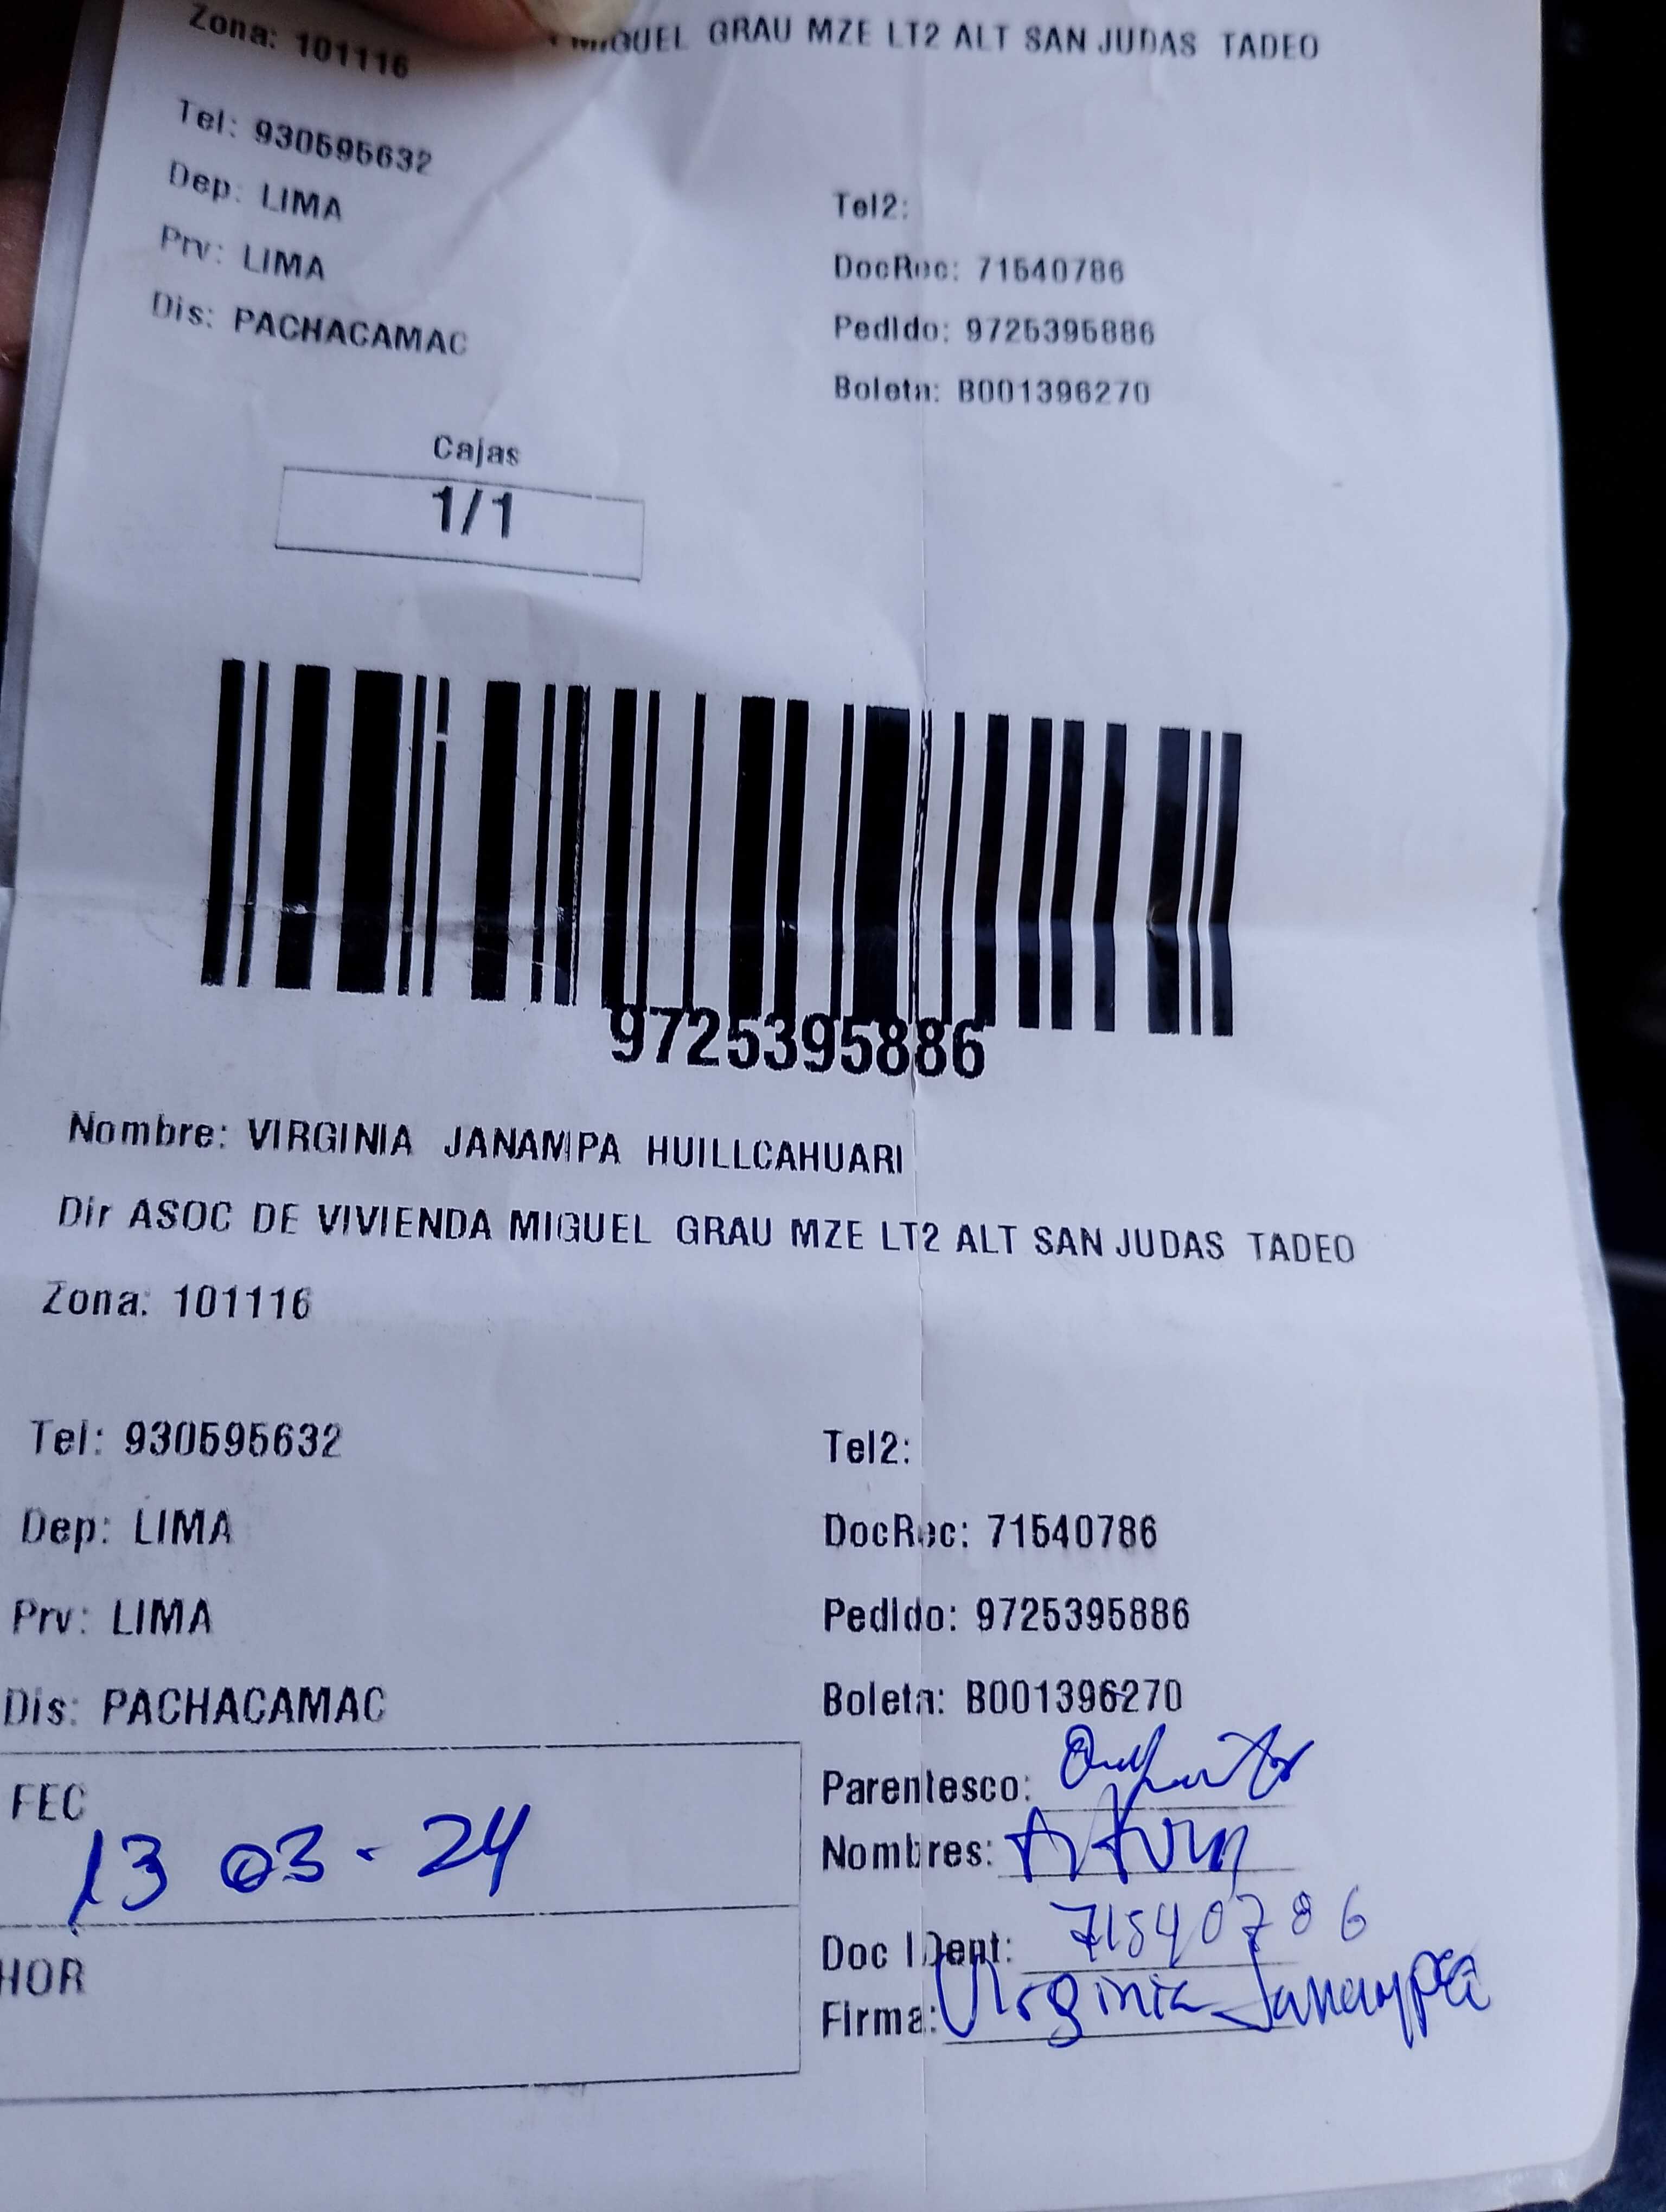 Zona: 101116
MIGUEL GRAU MZE LT2 ALT SAN JUDAS TADEO
Tel: 930595632
Tel2:
Dep: LIMA
DocRec: 71540786
Prv: LIMA
Pedido: 9725395886
Dis: PACHACAMAC
Boleta: B001396270
Cajas
1/1
9725395886
Nombre: VIRGINIA JANAMPA HUILLCAHUARI
Dir ASOC DE VIVIENDA MIGUEL GRAU MZE LT2 ALT SAN JUDAS TADEO
Zona: 101116
Tel: 930595632
Tel2:
Dep: LIMA
DocRec: 71540786
Prv: LIMA
Pedido: 9725395886
Dis: PACHACAMAC
Boleta: B001396270
FEC
13 03-24
HOR
Parentesco:
Nombres:
Doc IDent: 71540786
Firma: Virginia Janampa